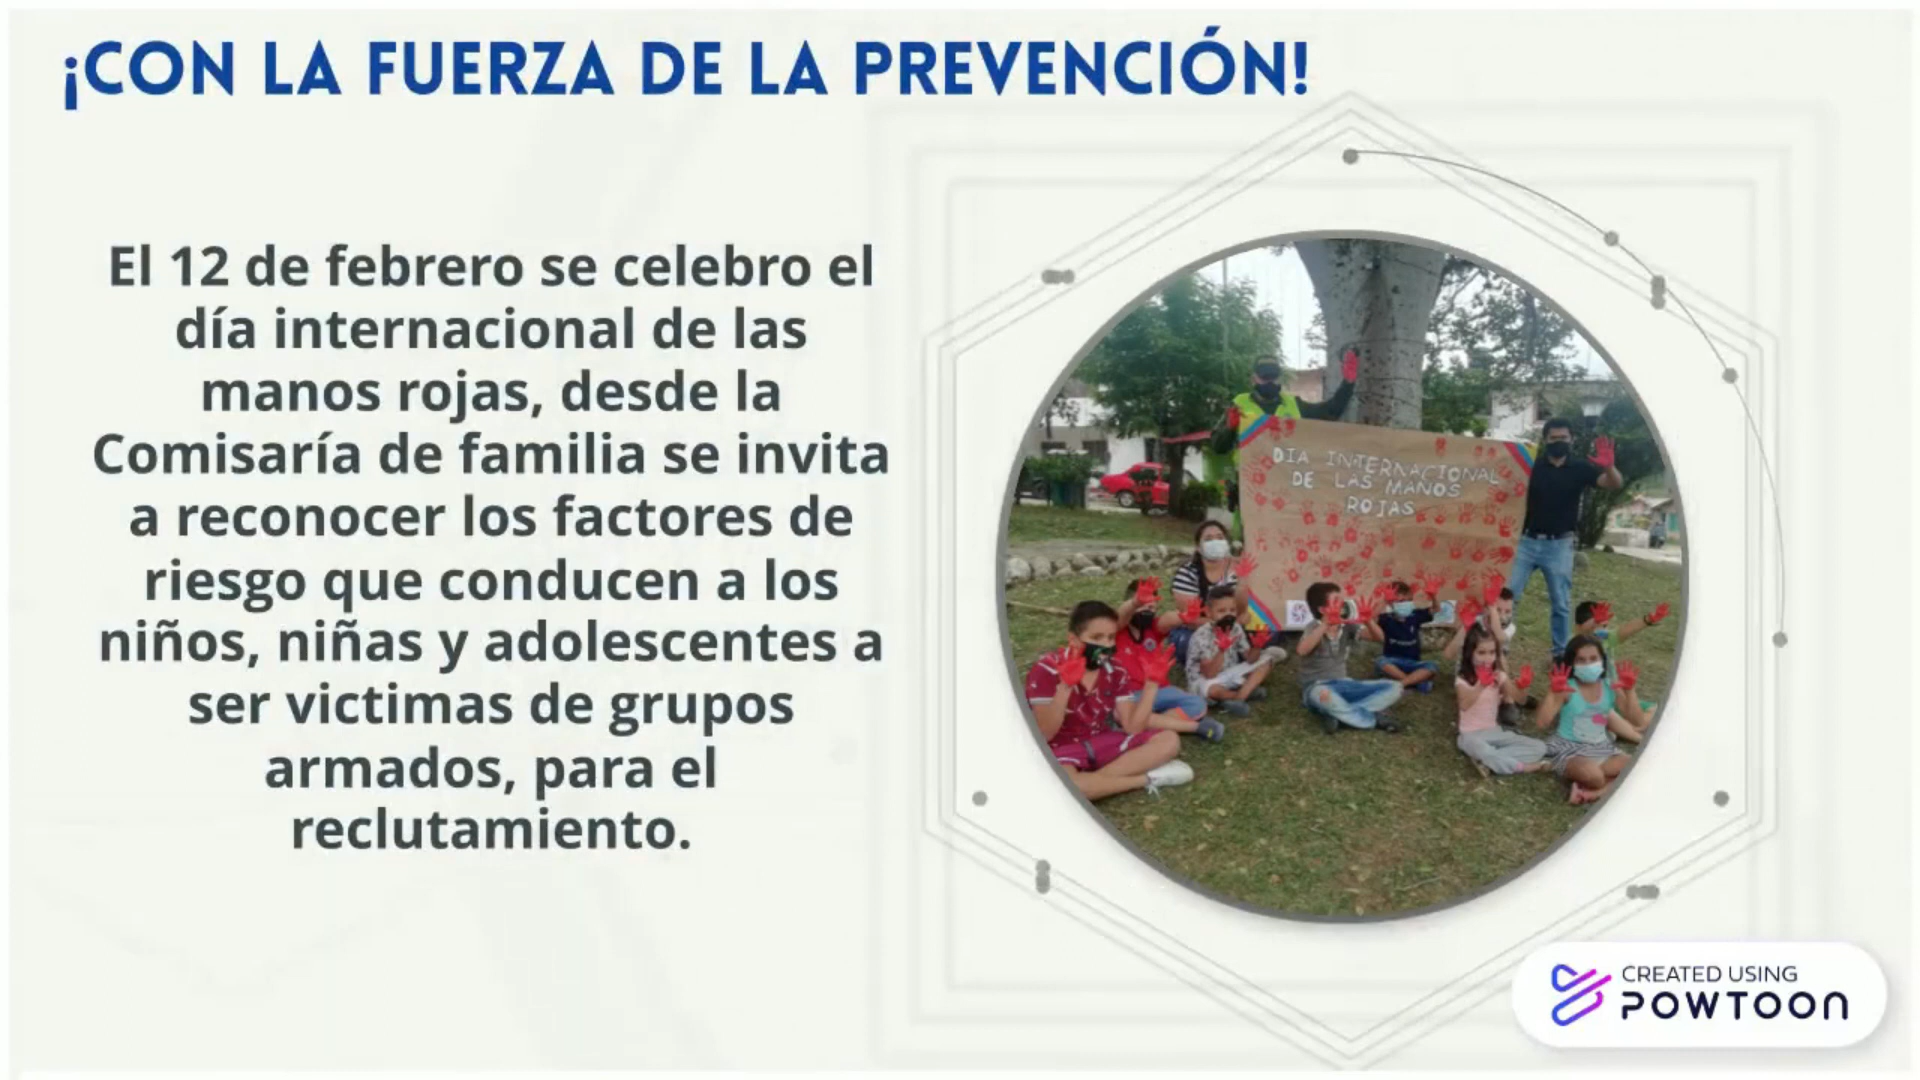 ¡CON LA FUERZA DE LA PREVENCIÓN!
El 12 de febrero se celebro el
día internacional de las
manos rojas, desde la
Comisaría de familia se invita
a reconocer los factores de
riesgo que conducen a los
niños, niñas y adolescentes a
ser victimas de grupos
armados, para el
reclutamiento.
DIA INTERNACIONAL
DE LAS MANOS
ROJAS
CREATED USING
POWTOON